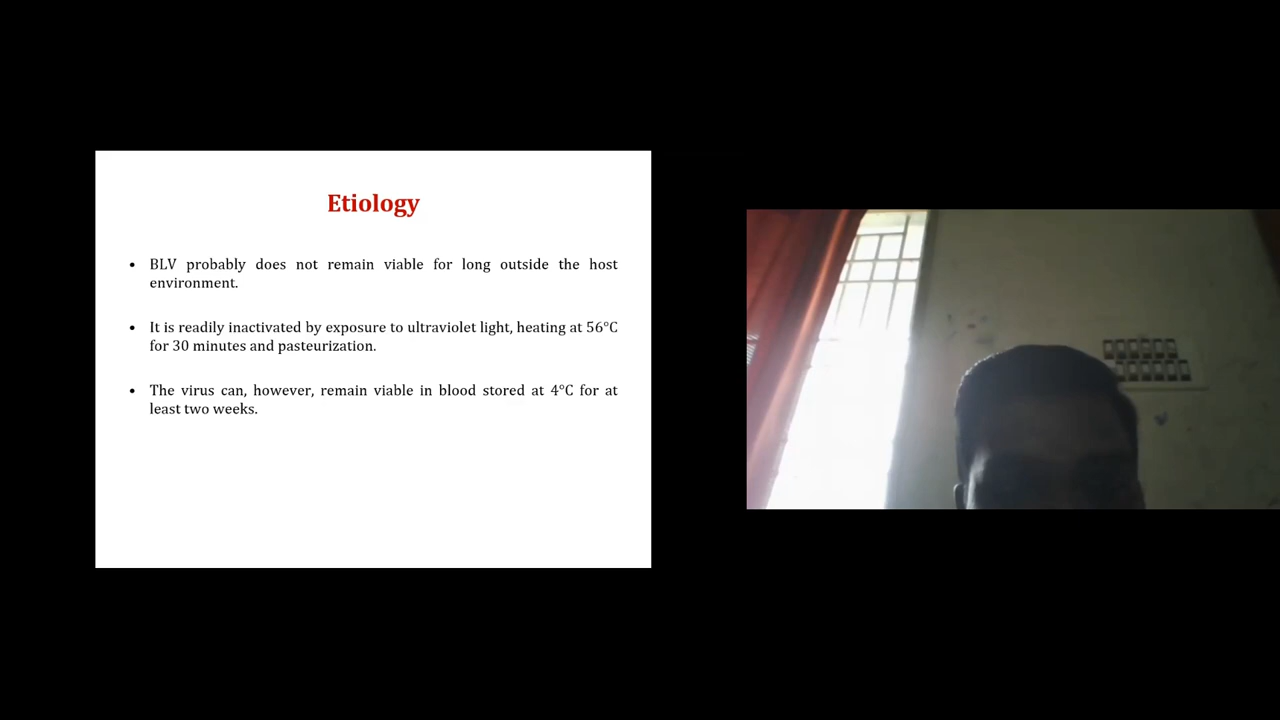 Etiology
• BLV probably does not remain viable for long outside the host
environment.
• It is readily inactivated by exposure to ultraviolet light, heating at 56°C
for 30 minutes and pasteurization.
• The virus can, however, remain viable in blood stored at 4°C for at
least two weeks.